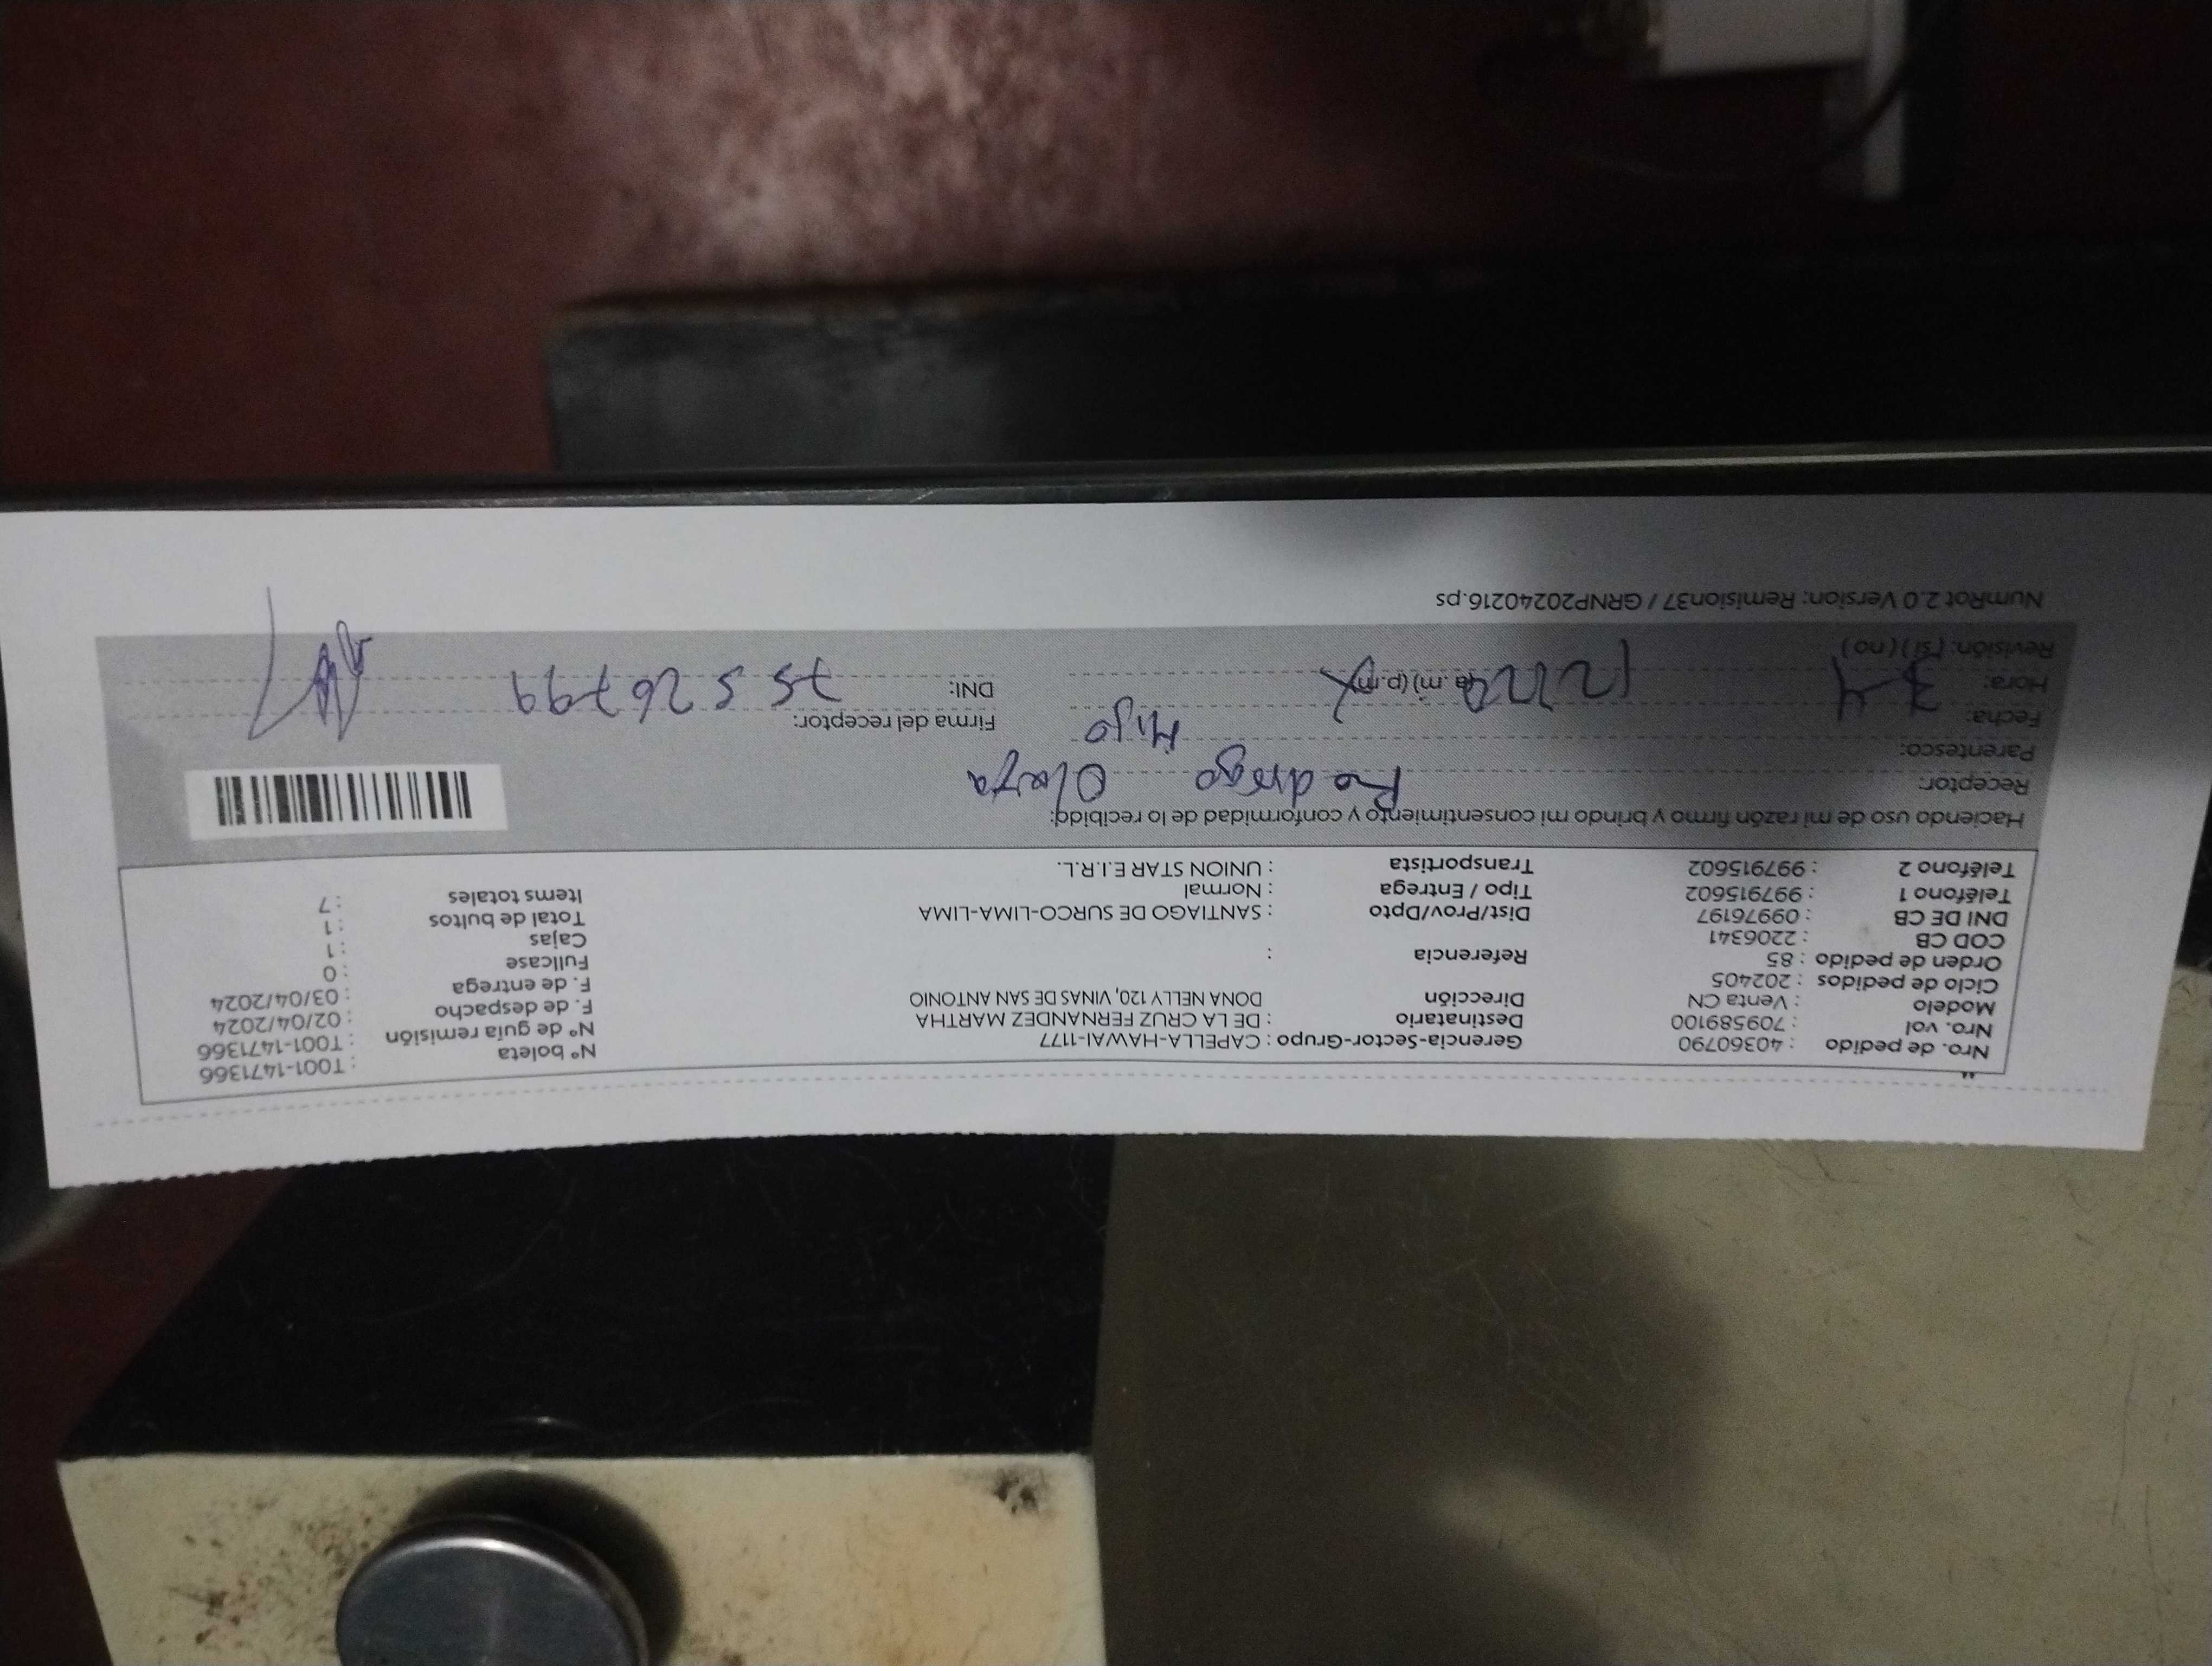 Nro. de pedido : 40360790 Gerencia-Sector-Grupo : CAPELLA-HAWAI-1177 Nº boleta : T001-1471366
Nro. vol : 709589100 Destinatario : DE LA CRUZ FERNANDEZ MARTHA Nº de guía remisión : T001-1471366
Modelo : Venta CN Dirección DONA NELLY 120, VINAS DE SAN ANTONIO F. de despacho : 02/04/2024
Ciclo de pedidos : 202405 F. de entrega : 03/04/2024
Orden de pedido : 85 Referencia : Fullcase : 0
COD CB : 2206341 Cajas : 1
DNI DE CB : 09976197 Dist/Prov/Dpto : SANTIAGO DE SURCO-LIMA-LIMA Total de bultos : 1
Teléfono 1 : 997915602 Tipo / Entrega : Normal Items totales : 7
Teléfono 2 : 997915602 Transportista : UNION STAR E.I.R.L.
Haciendo uso de mi razón firmo y brindo mi consentimiento y conformidad de lo recibido:
Receptor: Rodrigo
Parentesco: Hijo
Fecha: 3-4 Firma del receptor:
Hora: (a.m) (p.m) DNI: 75526799
Revisión: (si) (no)
NumRot 2.0 Version: Remision37 / GRNP20240216.ps